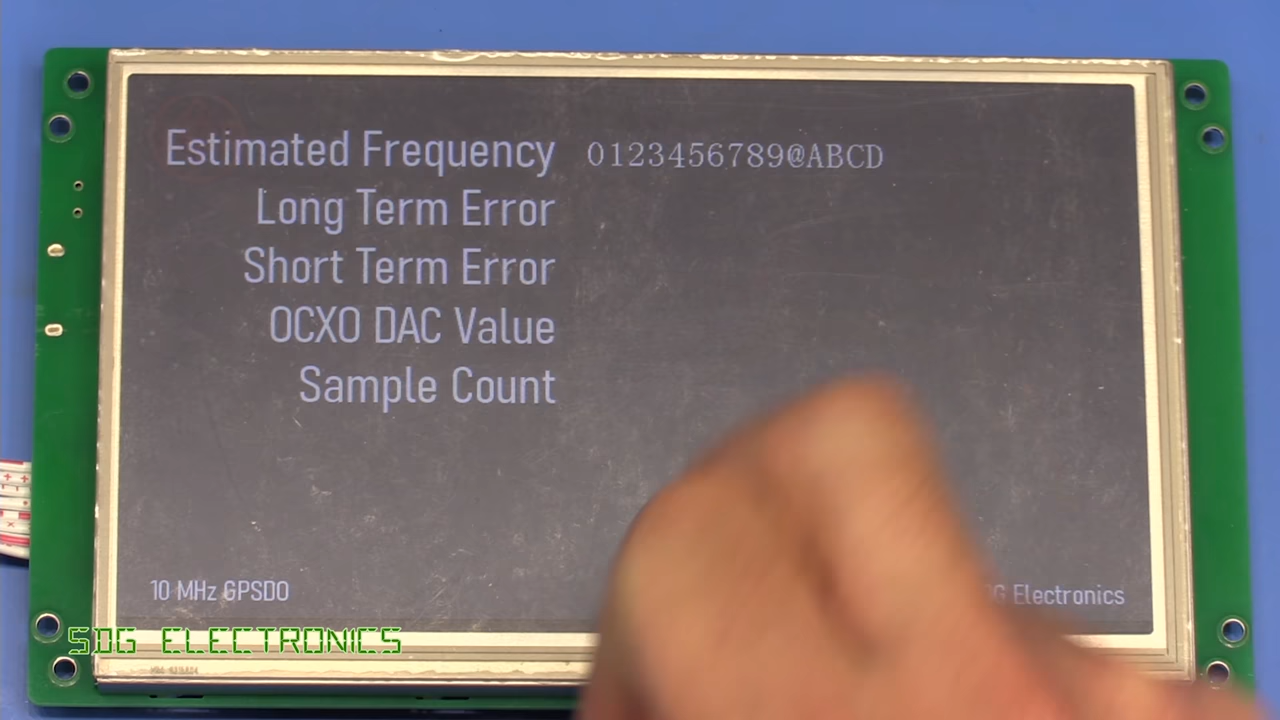 Estimated Frequency 0123456789@ABCD
Long Term Error
Short Term Error
OCXO DAC Value
Sample Count
10 MHz GPSDO
Electronics
SDG ELECTRONICS